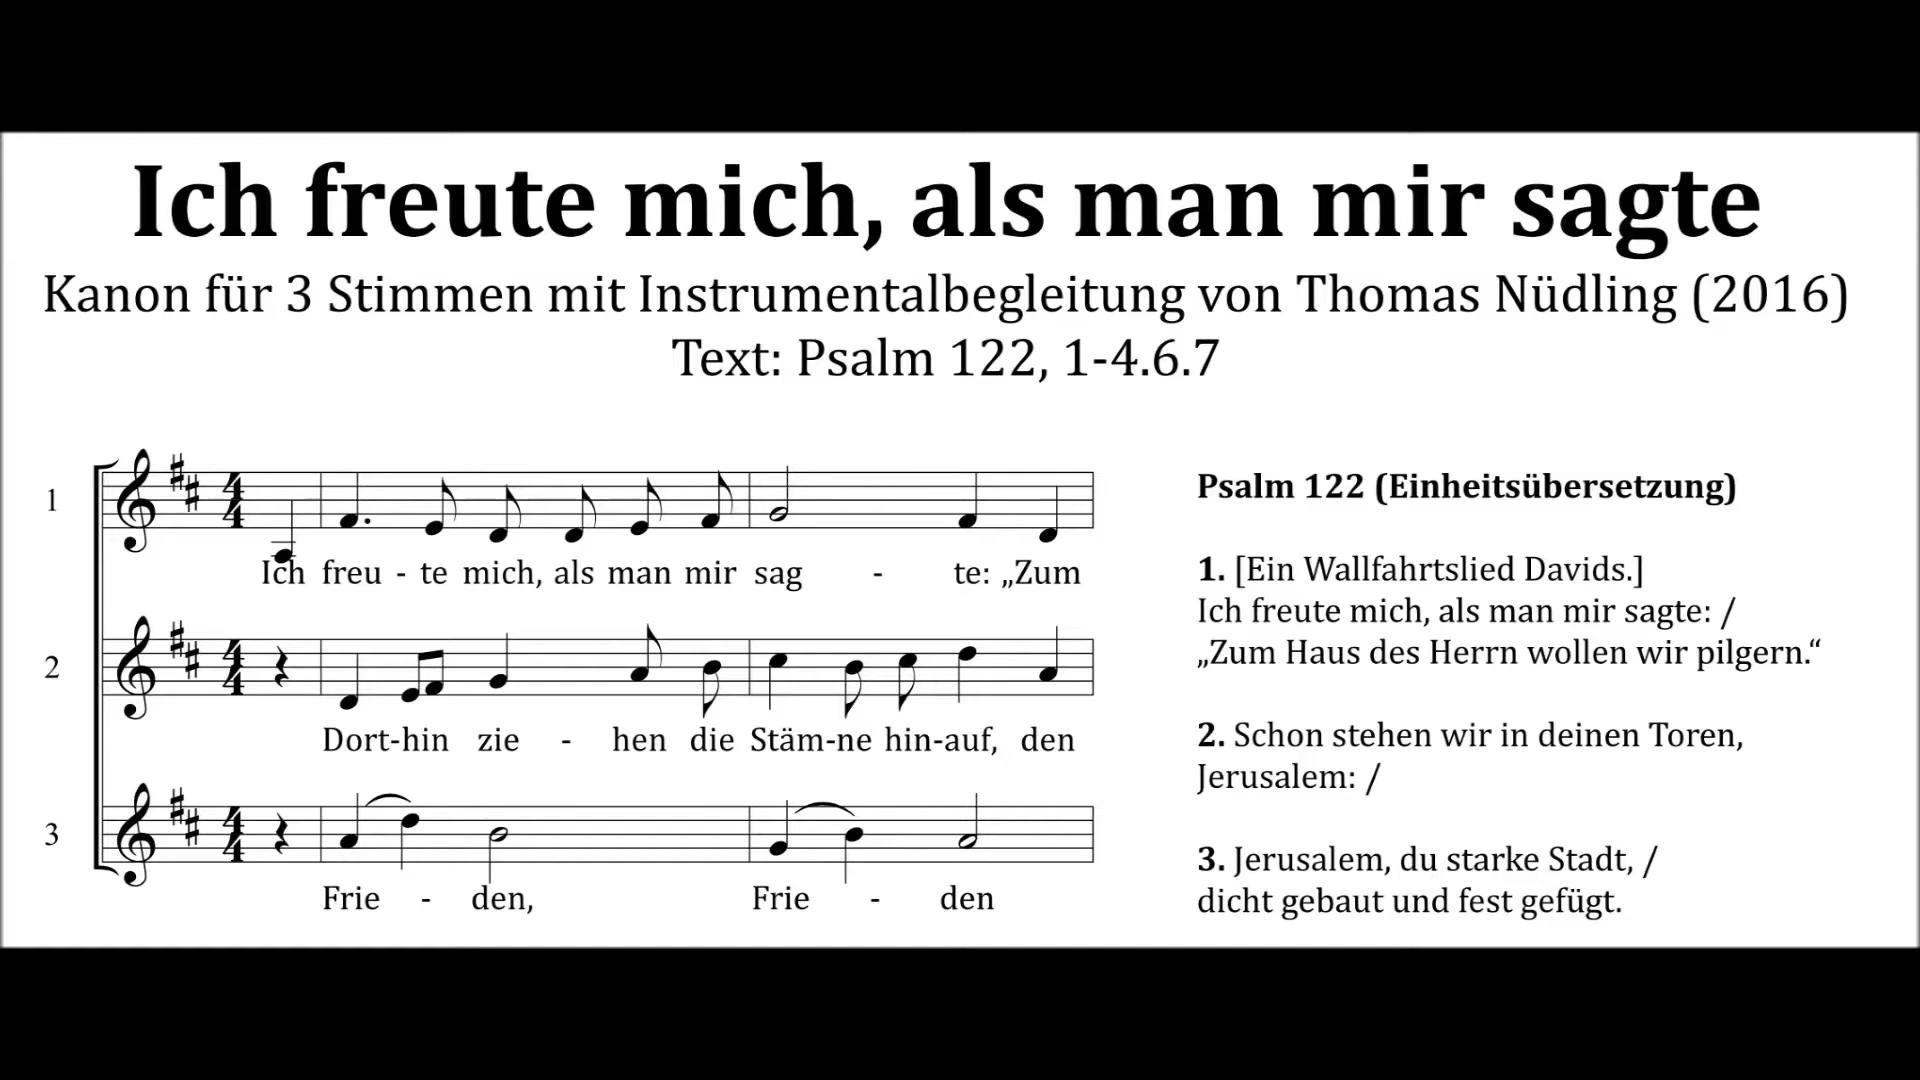 Ich freute mich, als man mir sagte
Kanon für 3 Stimmen mit Instrumentalbegleitung von Thomas Nüdling (2016)
Text: Psalm 122, 1-4.6.7
1
Ich freu - te mich, als man mir sag - te: „Zum
2
Dort-hin zie - hen die Stäm-ne hin-auf, den
3
Frie - den, Frie - den
Psalm 122 (Einheitsübersetzung)
1. [Ein Wallfahrtslied Davids.]
Ich freute mich, als man mir sagte: /
„Zum Haus des Herrn wollen wir pilgern.“
2. Schon stehen wir in deinen Toren,
Jerusalem: /
3. Jerusalem, du starke Stadt, /
dicht gebaut und fest gefügt.